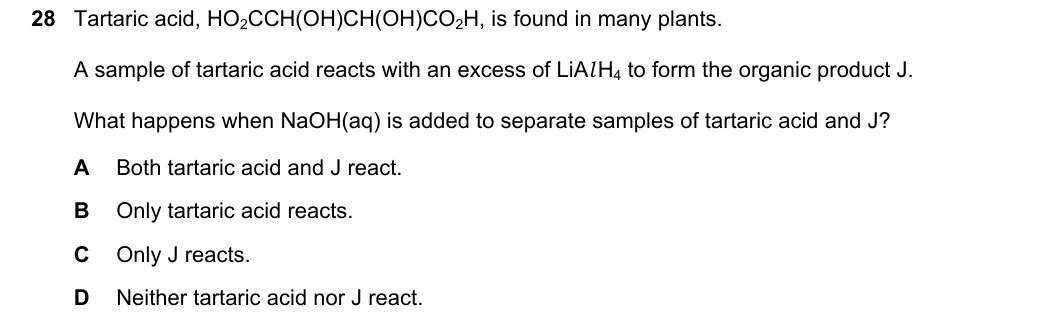 28 Tartaric acid, HO₂CCH(OH)CH(OH)CO₂H, is found in many plants.
A sample of tartaric acid reacts with an excess of LiAlH₄ to form the organic product J.
What happens when NaOH(aq) is added to separate samples of tartaric acid and J?
A Both tartaric acid and J react.
B Only tartaric acid reacts.
C Only J reacts.
D Neither tartaric acid nor J react.